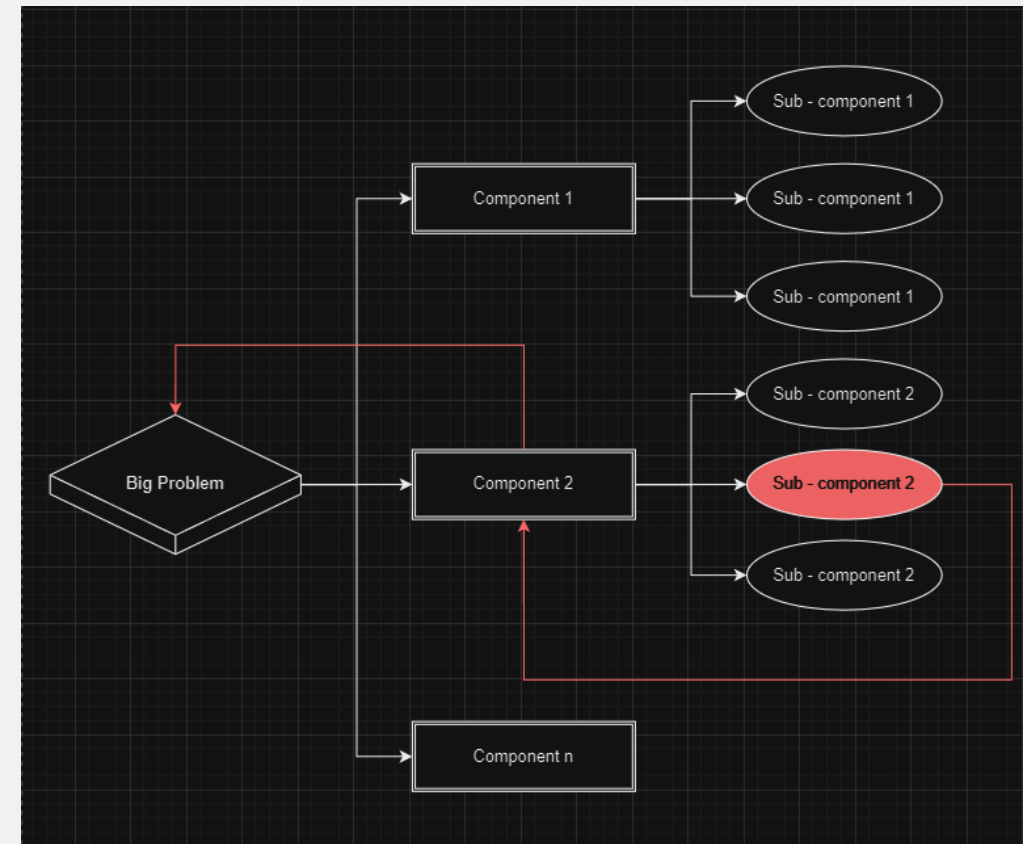 Sub - component 1
Component 1
Sub - component 1
Sub - component 1
Sub - component 2
Big Problem
Component 2
Sub - component 2
Sub - component 2
Component n